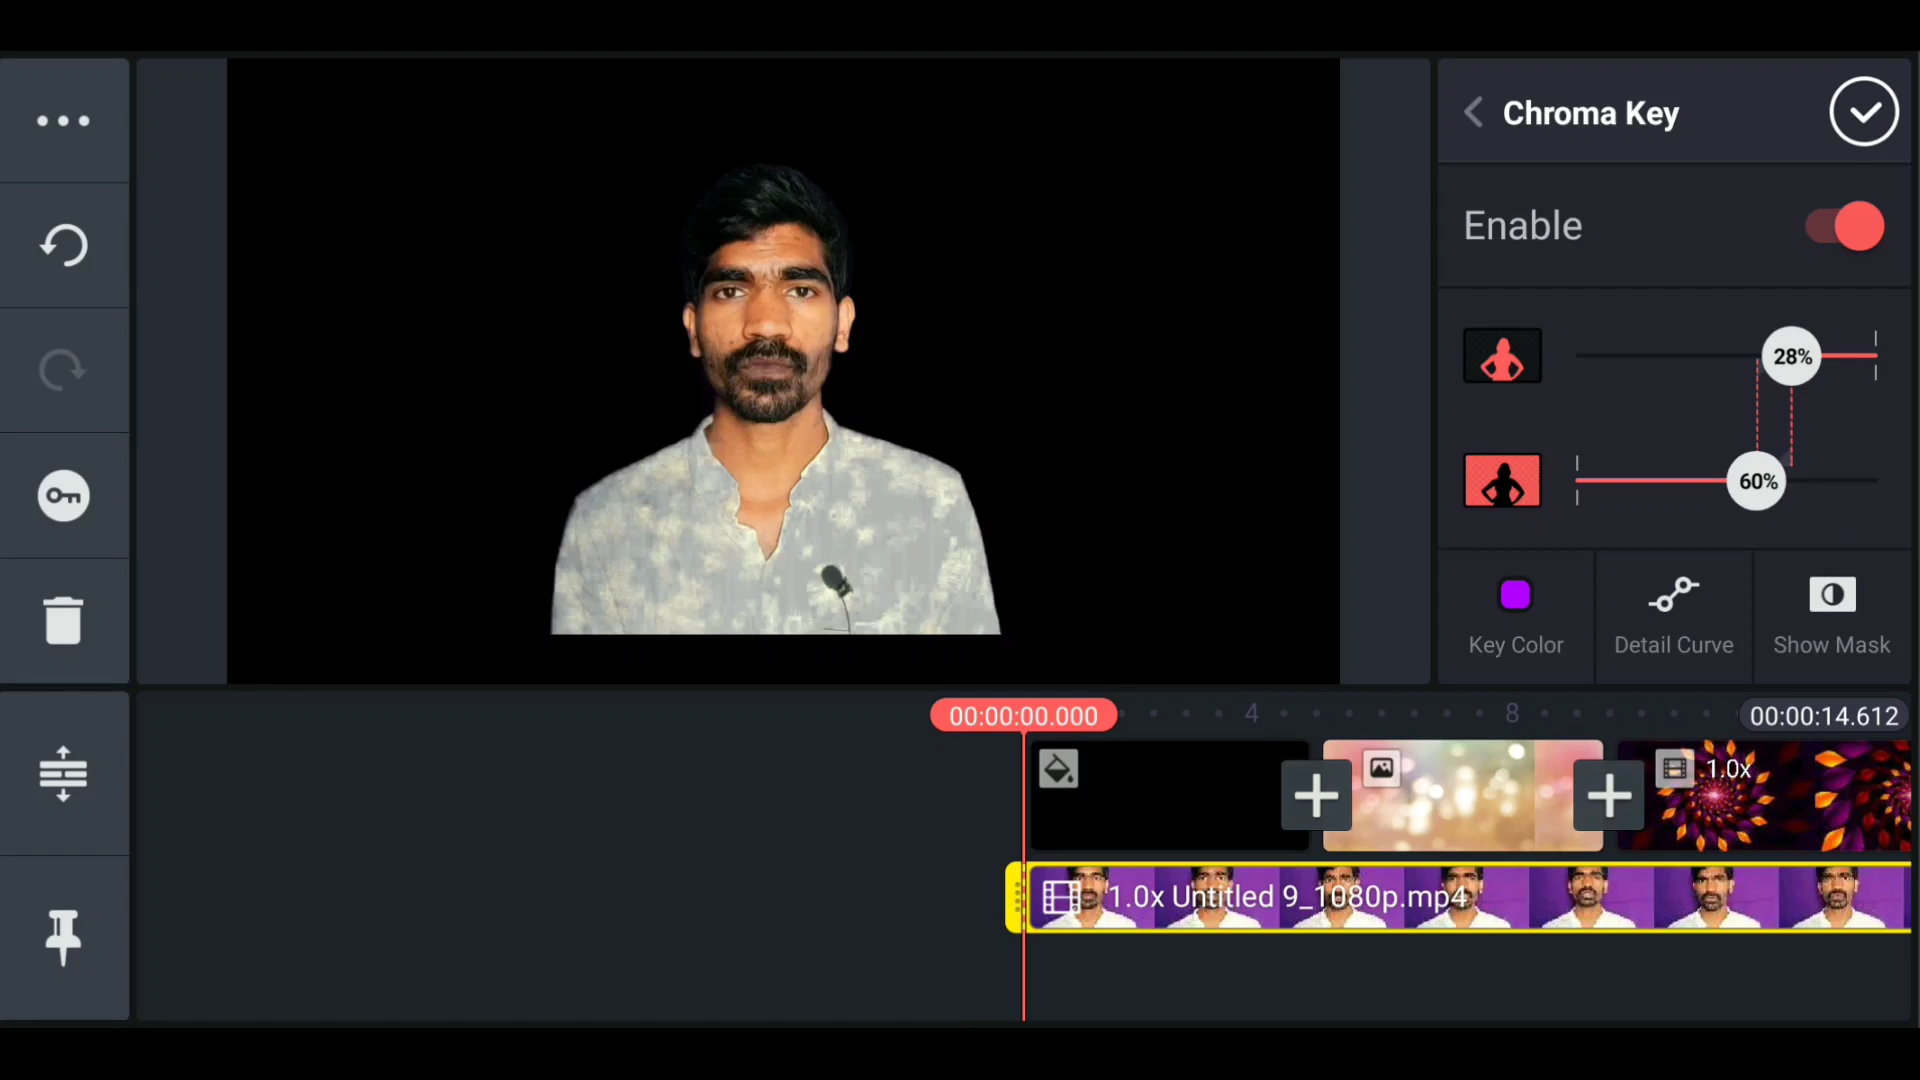 Chroma Key
Enable
28%
60%
Key Color
Detail Curve
Show Mask
00:00:00.000
4
8
00:00:14.612
1.0x
1.0x Untitled 9_1080p.mp4